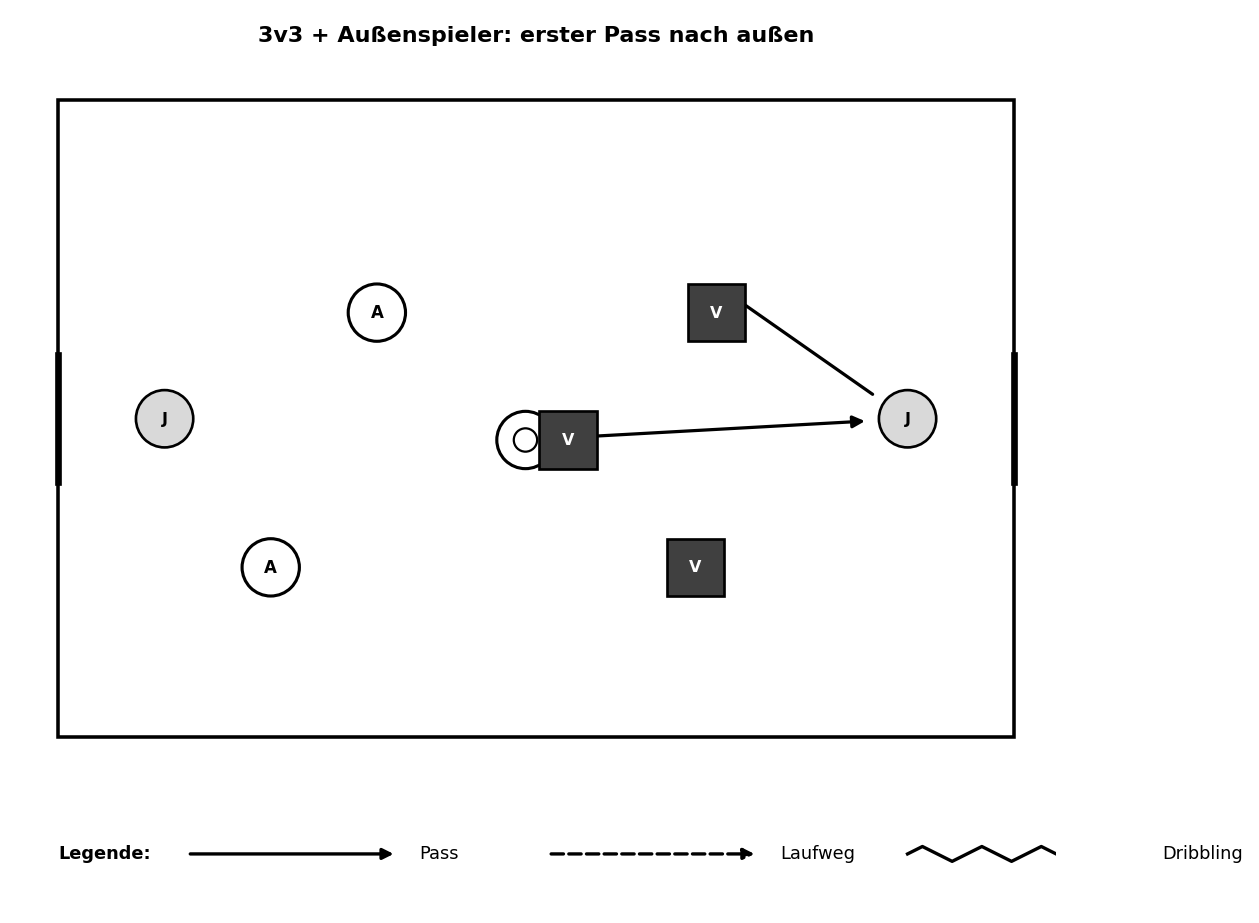 3v3 + Außenspieler: erster Pass nach außen
A V
J V J
A V
Legende: Pass Laufweg Dribbling